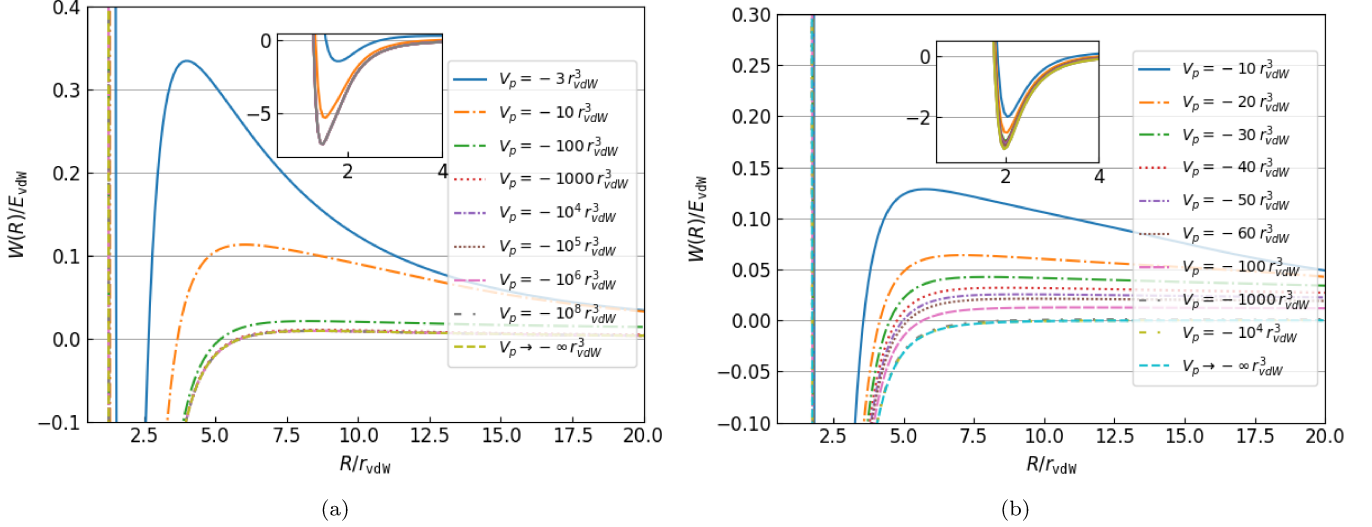 0.4
0.3
0.2
0.1
0.0
−0.1
W(R)/E_vdW
2.5 5.0 7.5 10.0 12.5 15.0 17.5 20.0
R/r_vdW
0
−5
2 4
V_p = − 3 r³_vdW
V_p = − 10 r³_vdW
V_p = − 100 r³_vdW
V_p = − 1000 r³_vdW
V_p = − 10⁴ r³_vdW
V_p = − 10⁵ r³_vdW
V_p = − 10⁶ r³_vdW
V_p = − 10⁸ r³_vdW
V_p → − ∞ r³_vdW
(a)
0.30
0.25
0.20
0.15
0.10
0.05
0.00
−0.05
−0.10
W(R)/E_vdW
2.5 5.0 7.5 10.0 12.5 15.0 17.5 20.0
R/r_vdW
0
−2
2 4
V_p = − 10 r³_vdW
V_p = − 20 r³_vdW
V_p = − 30 r³_vdW
V_p = − 40 r³_vdW
V_p = − 50 r³_vdW
V_p = − 60 r³_vdW
V_p = − 100 r³_vdW
V_p = − 1000 r³_vdW
V_p = − 10⁴ r³_vdW
V_p → − ∞ r³_vdW
(b)